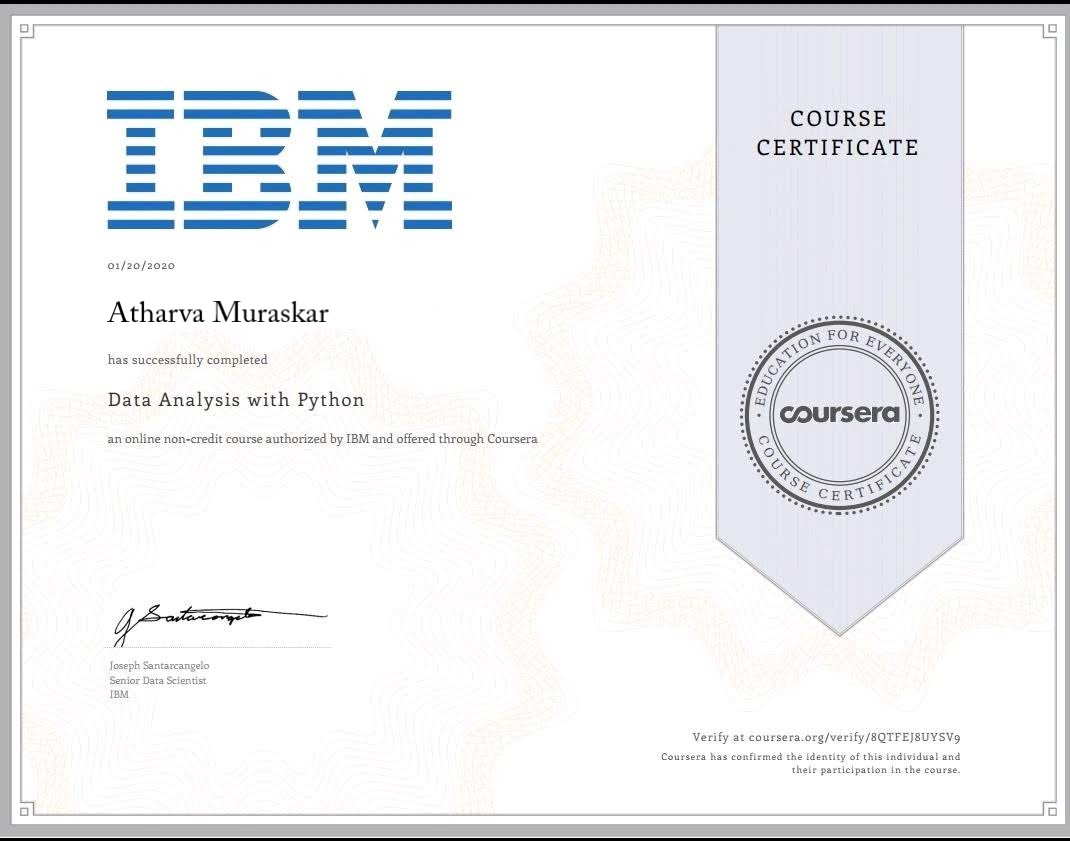 IBM
01/20/2020
Atharva Muraskar
has successfully completed
Data Analysis with Python
an online non-credit course authorized by IBM and offered through Coursera
J Santarcangelo
Joseph Santarcangelo
Senior Data Scientist
IBM
COURSE
CERTIFICATE
EDUCATION FOR EVERYONE
coursera
COURSE CERTIFICATE
Verify at coursera.org/verify/8QTFEJ8UYSV9
Coursera has confirmed the identity of this individual and
their participation in the course.